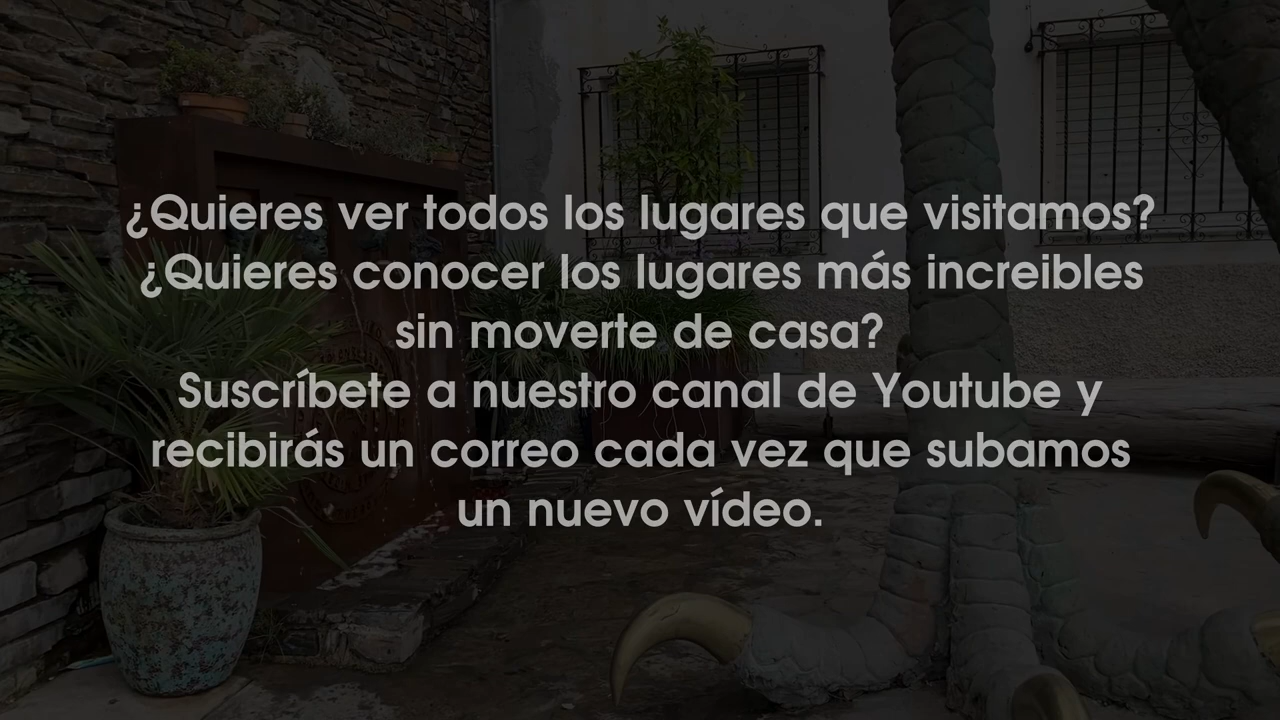 ¿Quieres ver todos los lugares que visitamos?
¿Quieres conocer los lugares más increibles
sin moverte de casa?
Suscríbete a nuestro canal de Youtube y
recibirás un correo cada vez que subamos
un nuevo vídeo.